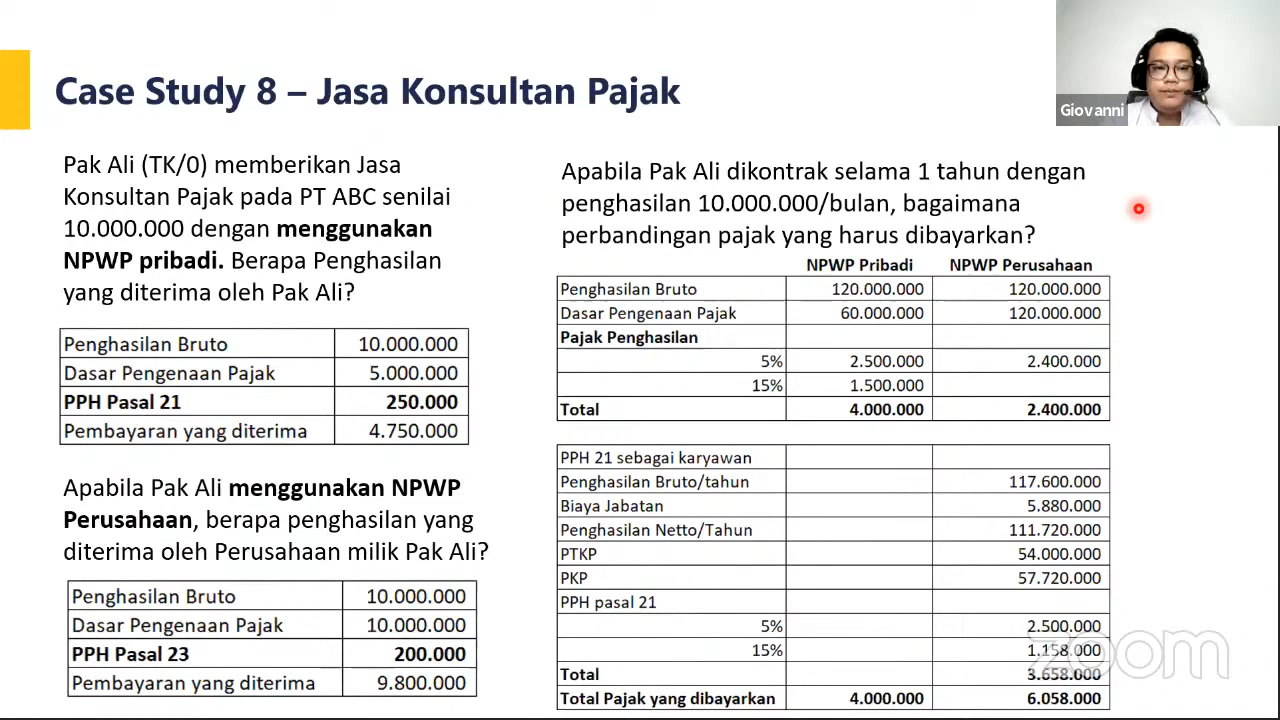 Case Study 8 – Jasa Konsultan Pajak
Giovanni
Pak Ali (TK/0) memberikan Jasa
Konsultan Pajak pada PT ABC senilai
10.000.000 dengan menggunakan
NPWP pribadi. Berapa Penghasilan
yang diterima oleh Pak Ali?
Penghasilan Bruto 10.000.000
Dasar Pengenaan Pajak 5.000.000
PPH Pasal 21 250.000
Pembayaran yang diterima 4.750.000
Apabila Pak Ali menggunakan NPWP
Perusahaan, berapa penghasilan yang
diterima oleh Perusahaan milik Pak Ali?
Penghasilan Bruto 10.000.000
Dasar Pengenaan Pajak 10.000.000
PPH Pasal 23 200.000
Pembayaran yang diterima 9.800.000
Apabila Pak Ali dikontrak selama 1 tahun dengan
penghasilan 10.000.000/bulan, bagaimana
perbandingan pajak yang harus dibayarkan?
NPWP Pribadi NPWP Perusahaan
Penghasilan Bruto 120.000.000 120.000.000
Dasar Pengenaan Pajak 60.000.000 120.000.000
Pajak Penghasilan
5% 2.500.000 2.400.000
15% 1.500.000
Total 4.000.000 2.400.000
PPH 21 sebagai karyawan
Penghasilan Bruto/tahun 117.600.000
Biaya Jabatan 5.880.000
Penghasilan Netto/Tahun 111.720.000
PTKP 54.000.000
PKP 57.720.000
PPH pasal 21
5% 2.500.000
15% 1.158.000
Total 3.658.000
Total Pajak yang dibayarkan 4.000.000 6.058.000
zoom